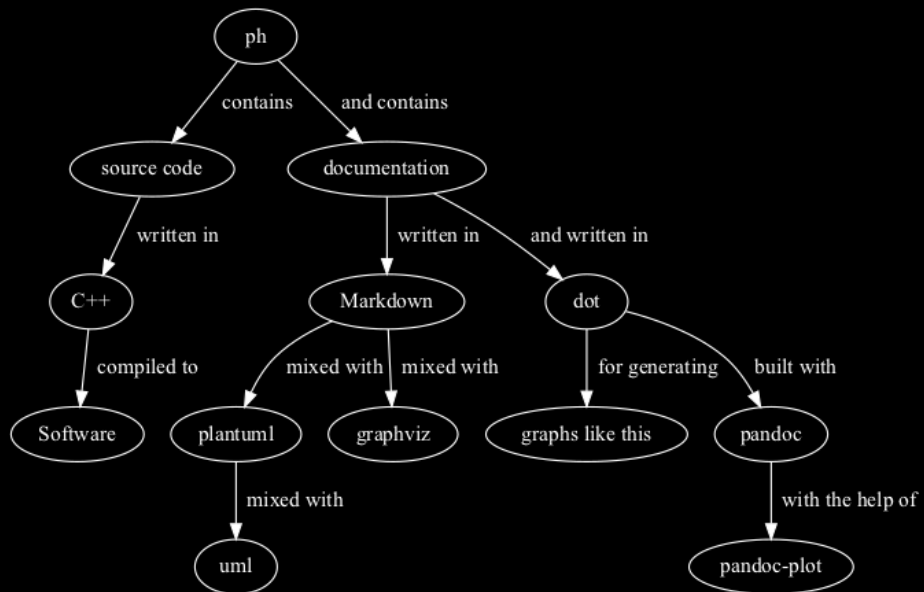 ph
contains
and contains
source code
documentation
written in
written in
and written in
C++
Markdown
dot
compiled to
mixed with
mixed with
for generating
built with
Software
plantuml
graphviz
graphs like this
pandoc
mixed with
with the help of
uml
pandoc-plot